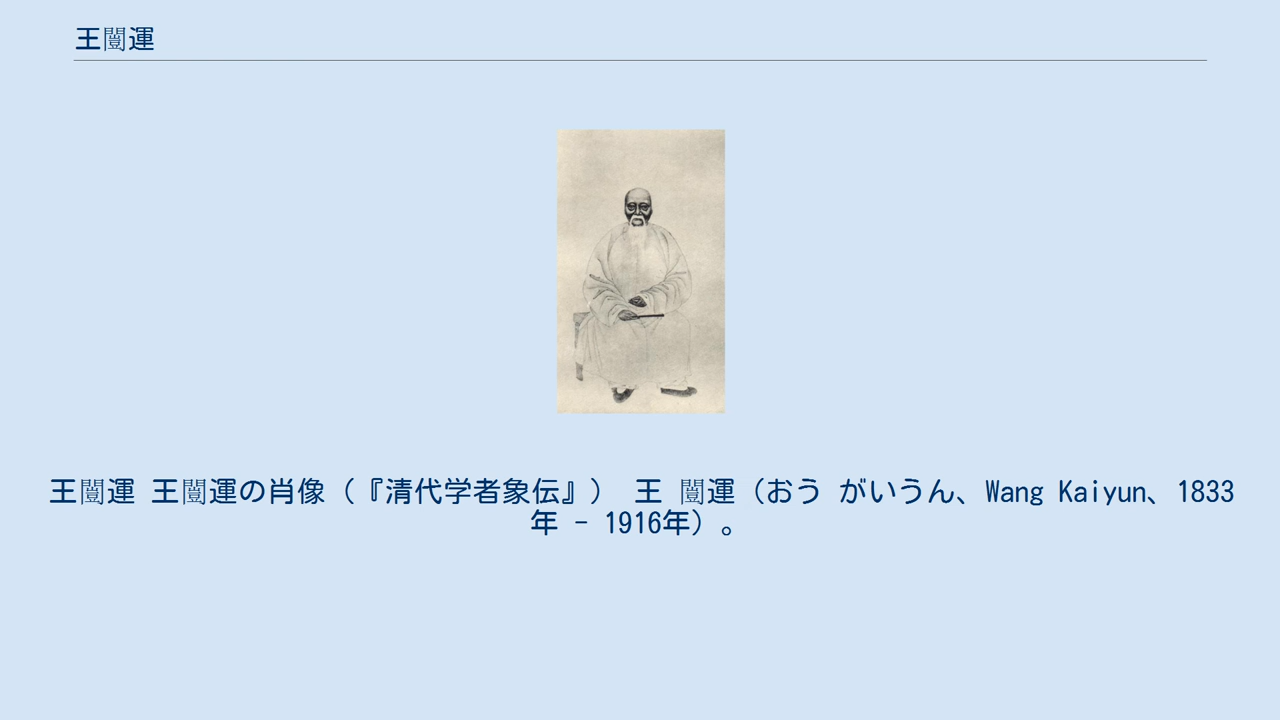 王闓運
王闓運 王闓運の肖像（『清代学者象伝』） 王 闓運（おう がいうん、Wang Kaiyun、1833
年 - 1916年）。